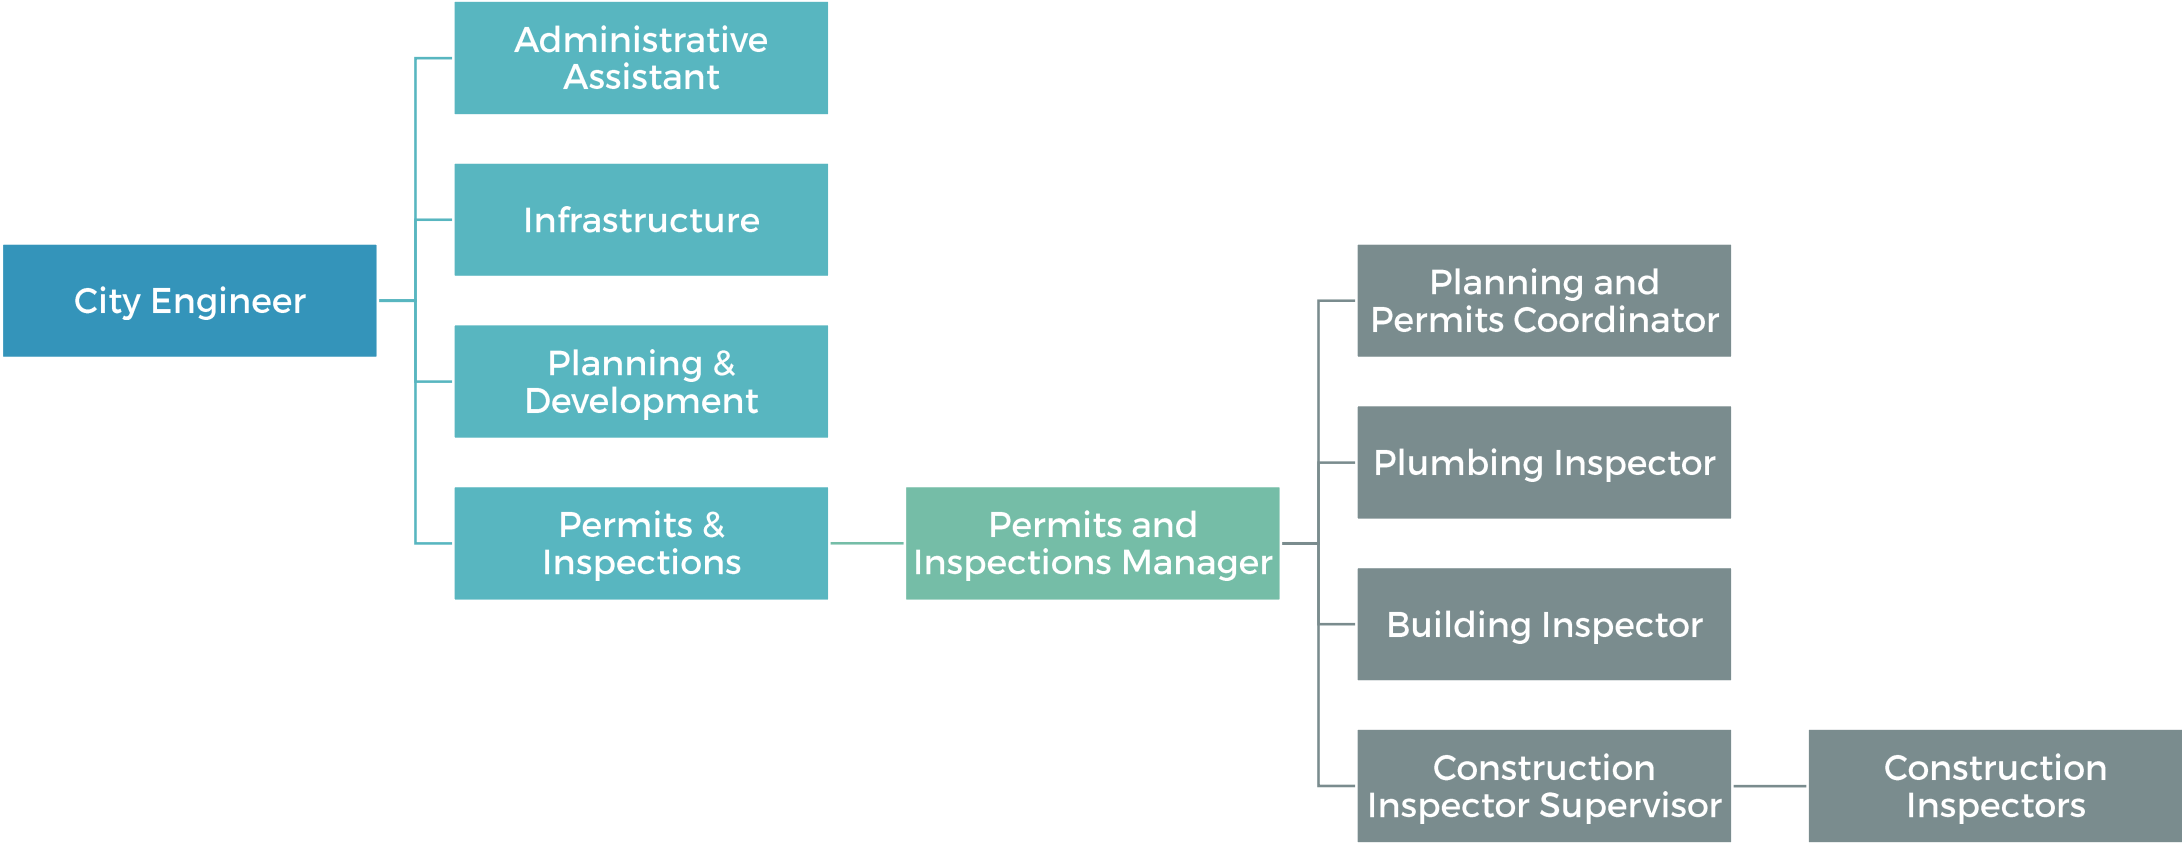 Administrative
Assistant
Infrastructure
City Engineer
Planning &
Development
Permits &
Inspections
Permits and
Inspections Manager
Planning and
Permits Coordinator
Plumbing Inspector
Building Inspector
Construction
Inspector Supervisor
Construction
Inspectors